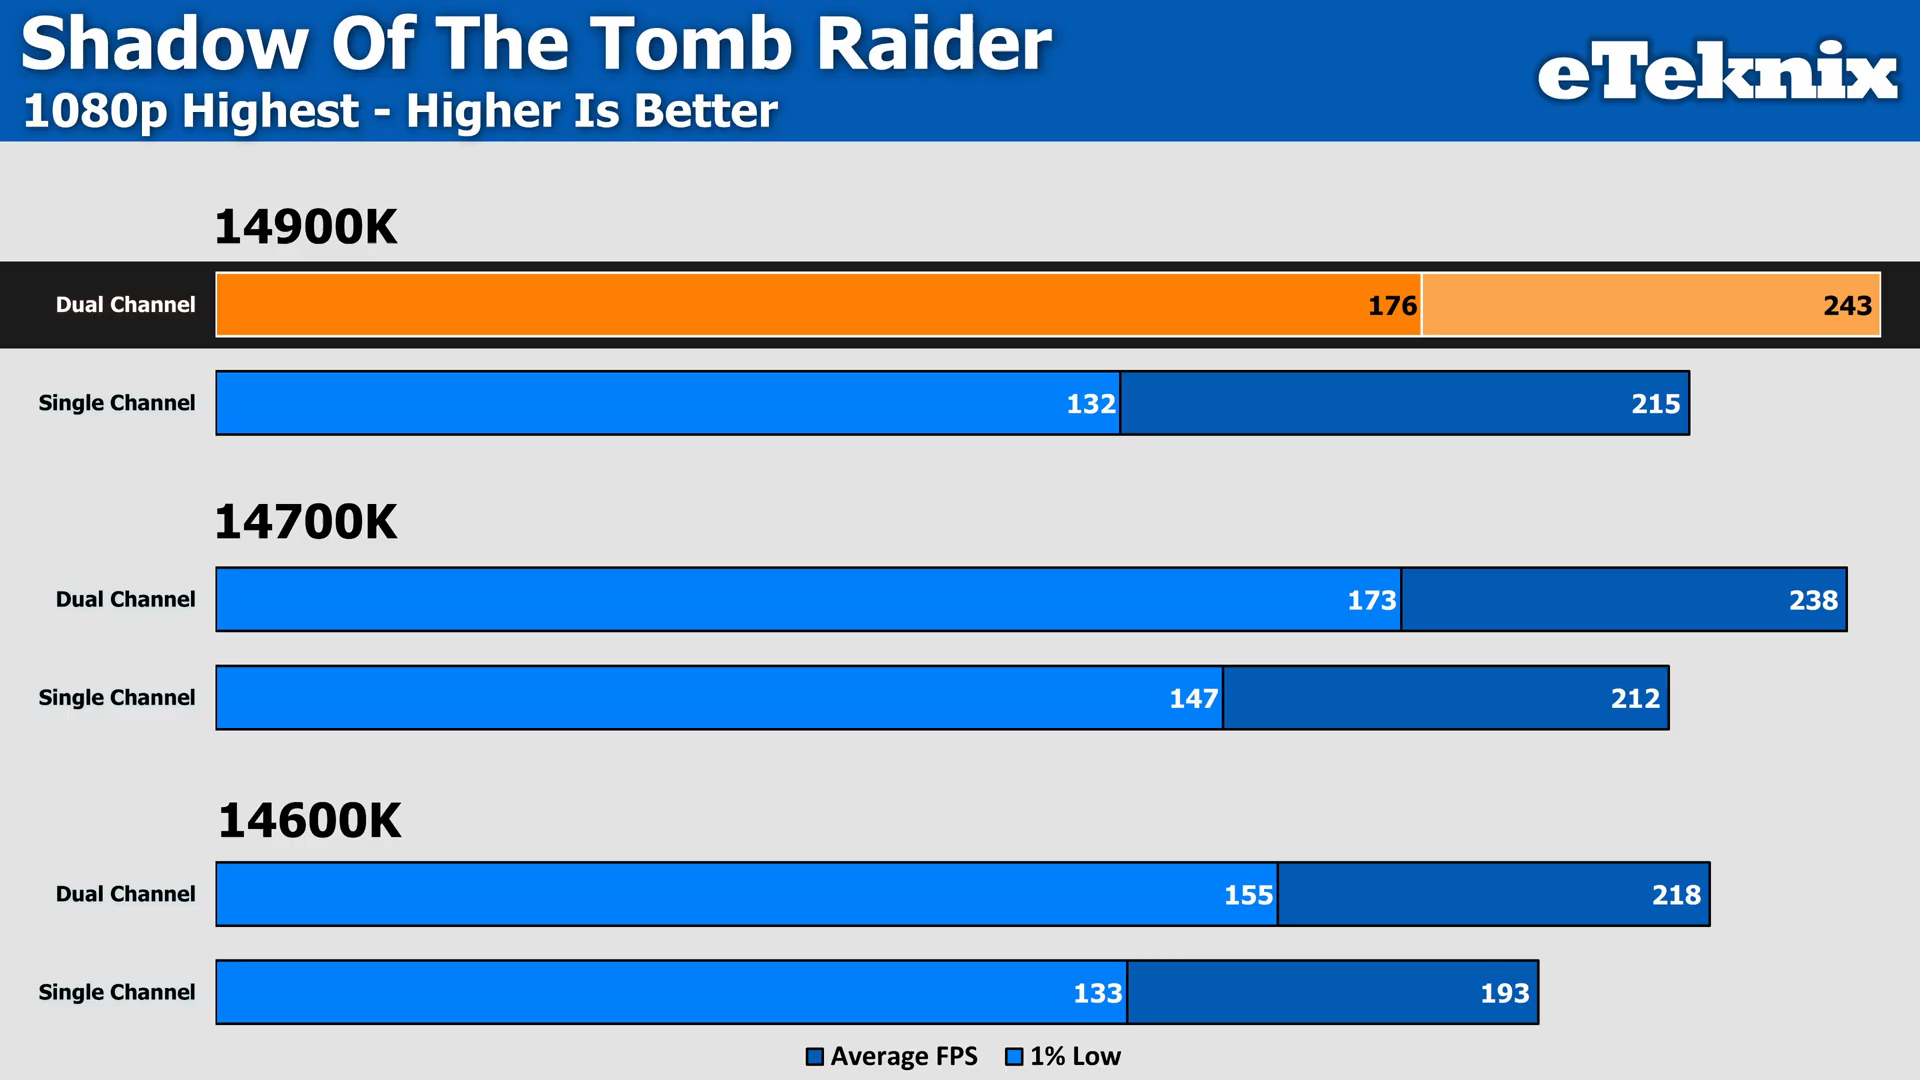 Shadow Of The Tomb Raider
1080p Highest - Higher Is Better
eTeknix
14900K
Dual Channel 176 243
Single Channel 132 215
14700K
Dual Channel 173 238
Single Channel 147 212
14600K
Dual Channel 155 218
Single Channel 133 193
Average FPS 1% Low